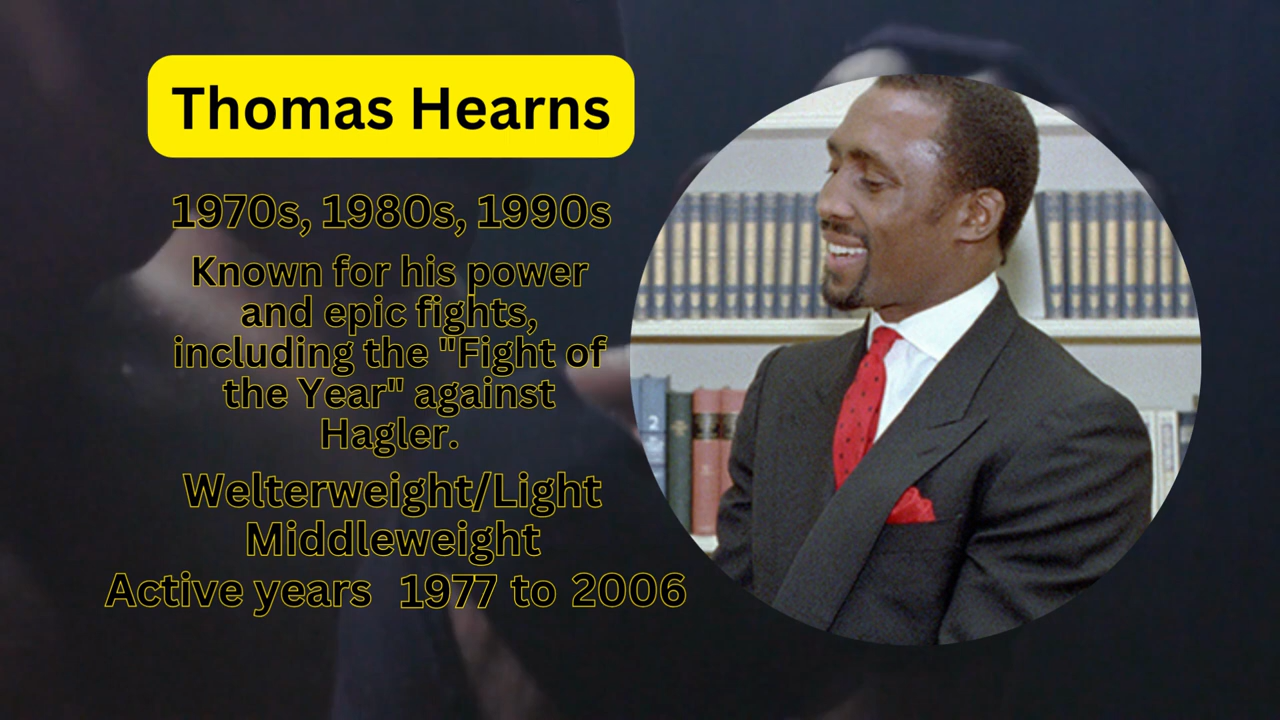 Thomas Hearns
1970s, 1980s, 1990s
Known for his power
and epic fights,
including the "Fight of
the Year" against
Hagler.
Welterweight/Light
Middleweight
Active years 1977 to 2006
2